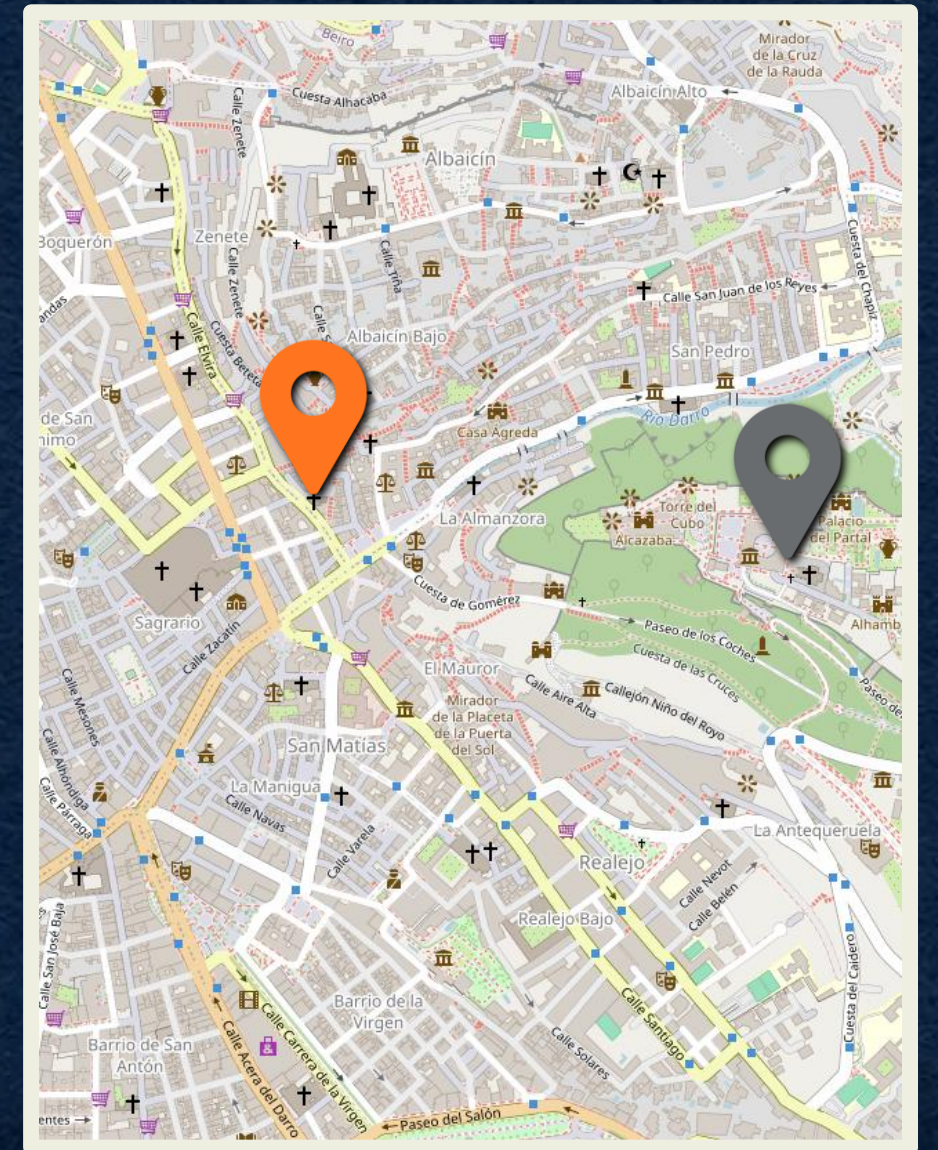 Beiro
Mirador
de la Cruz
de la Rauda
Cuesta Alhacaba
Albaicín Alto
Calle Zenete
Albaicín
Boquerón
Zenete
Calle Zenete
Calle Tiña
Cuesta del Chapiz
Calle San Juan de los Reyes
Calle S
andas
Calle Elvira
Cuesta Beteta
Albaicín Bajo
San Pedro
Río Darro
de San
nimo
Casa Ágreda
La Almanzora
Torre del
Cubo
Alcazaba
Palacio
del Partal
Cuesta de Gomérez
Sagrario
Calle Zacatín
Paseo de los Coches
Alhamb
Cuesta de las Cruces
El Mauror
Calle Aire Alta
Callejón Niño del Royo
Paseo de
Calle Mesones
Mirador
de la Placeta
de la Puerta
del Sol
San Matías
Calle Alhóndiga
La Manigua
Calle Navas
Calle Párraga
Calle Varela
La Antequeruela
Realejo
Calle Nevot
Calle Belén
Realejo Bajo
Calle San José Baja
Cuesta del Caidero
Barrio de la
Virgen
Calle Santiago
Calle Solares
Barrio de San
Antón
Calle Carrera de la Virgen
Calle Acera del Darro
entes
Paseo del Salón